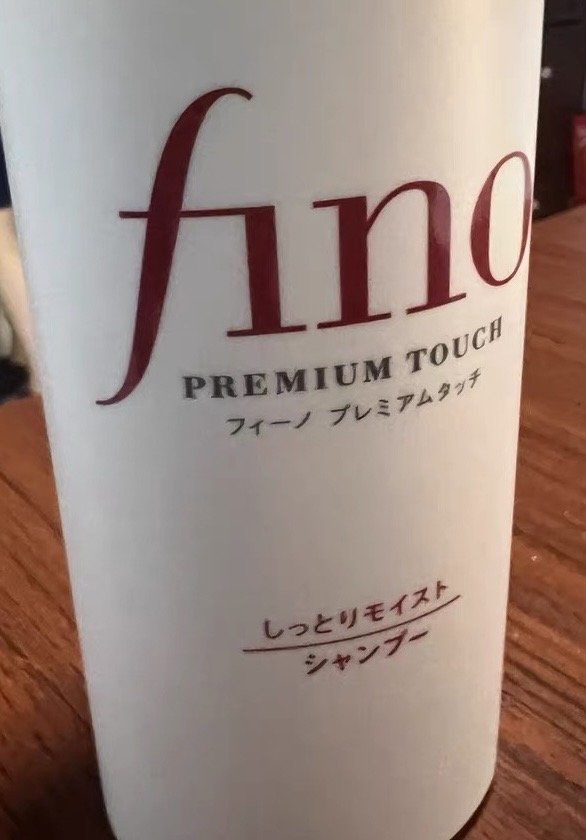 fino
PREMIUM TOUCH
フィーノ プレミアムタッチ
しっとりモイスト
シャンプー